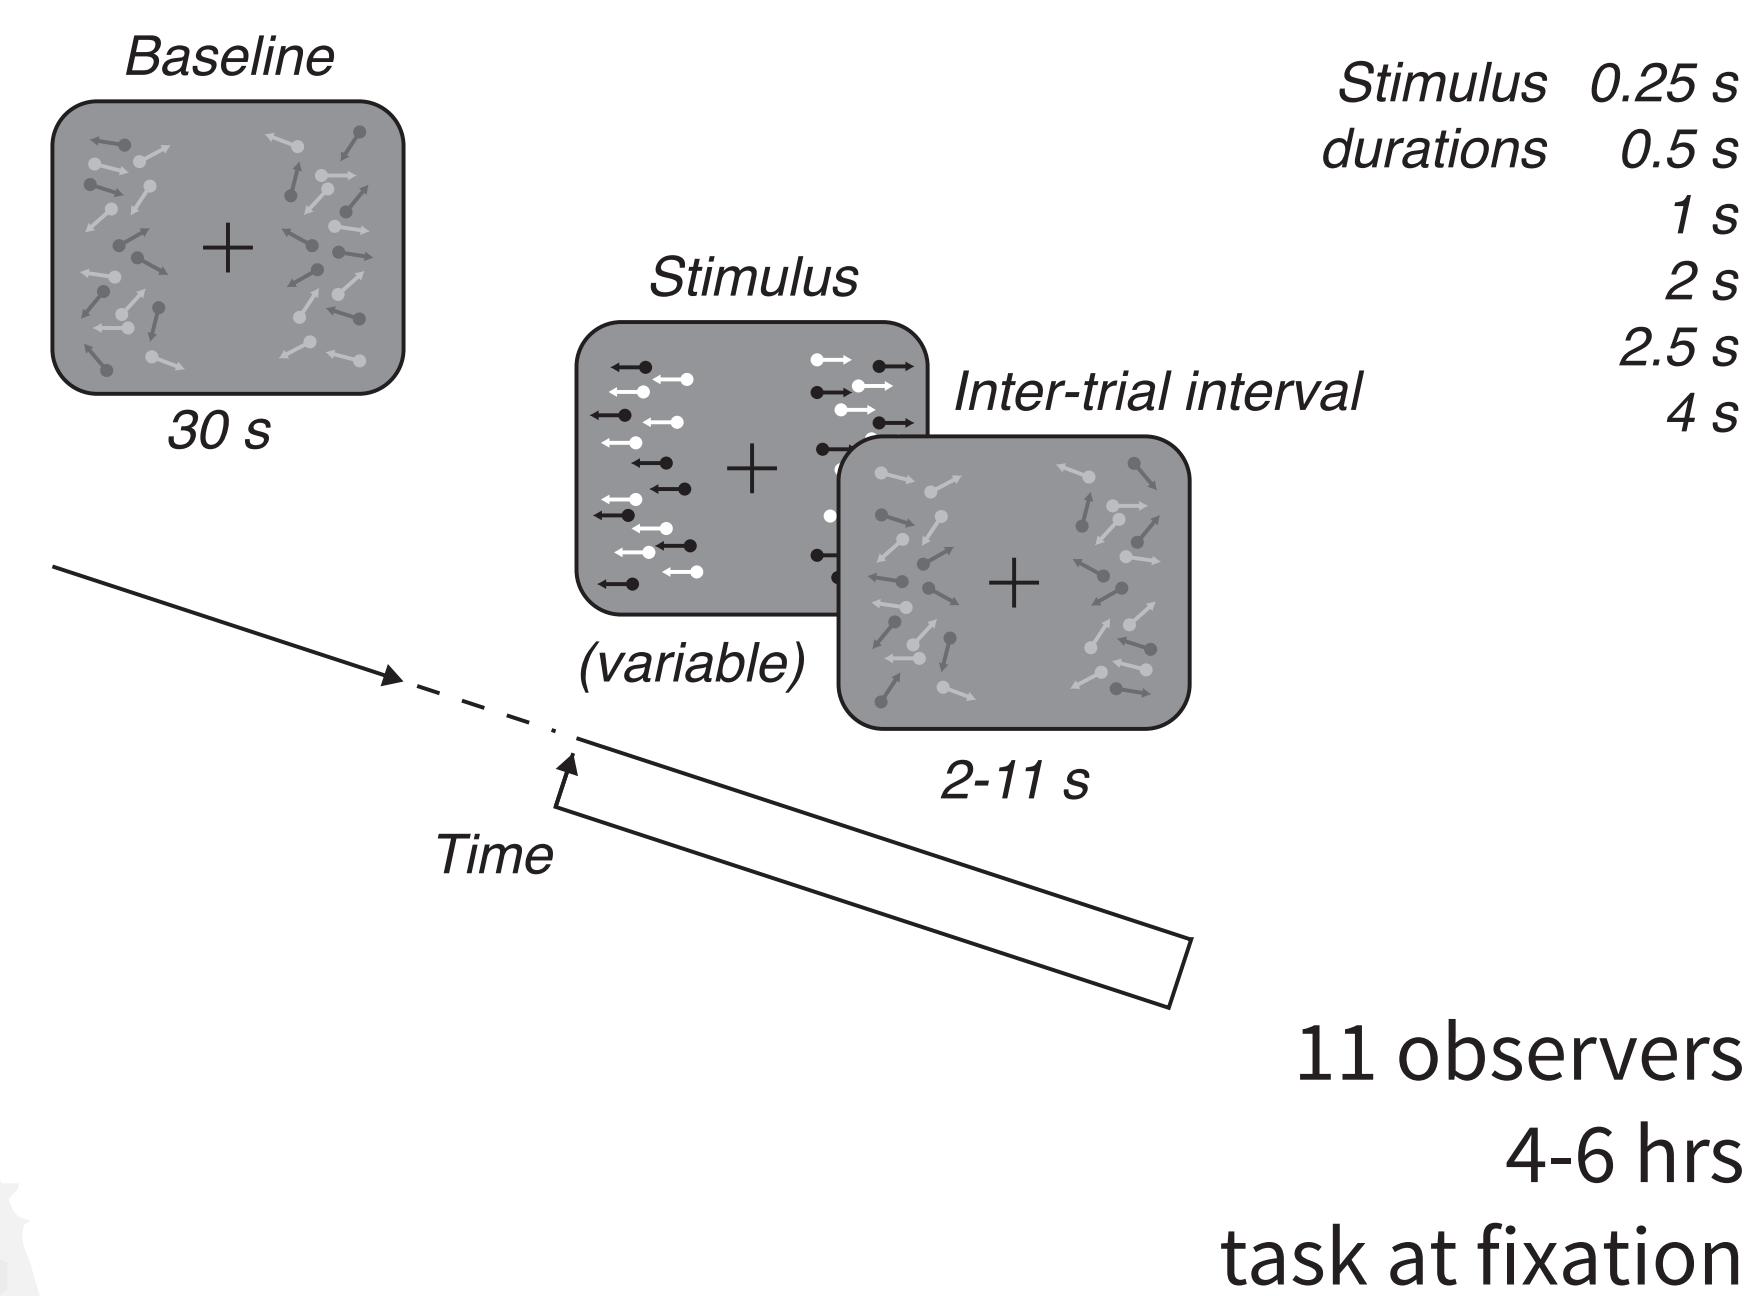 Baseline
30 s
Stimulus
(variable)
Inter-trial interval
2-11 s
Time
Stimulus 0.25 s
durations 0.5 s
1 s
2 s
2.5 s
4 s
11 observers
4-6 hrs
task at fixation